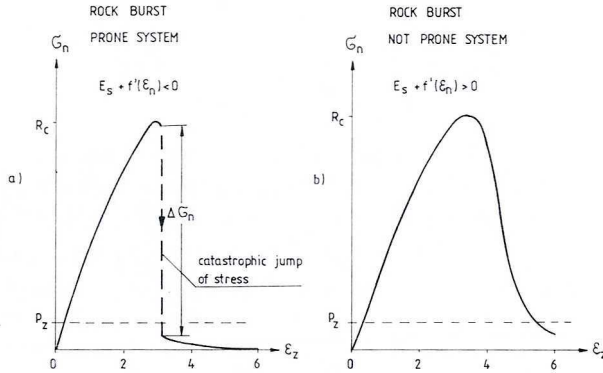 ROCK BURST
PRONE SYSTEM
σn
Es + f'(εn) < 0
Rc
a)
Δσn
catastrophic jump
of stress
Pz
0 2 4 6 εz
ROCK BURST
NOT PRONE SYSTEM
σn
Es + f'(εn) > 0
Rc
b)
Pz
0 2 4 6 εz